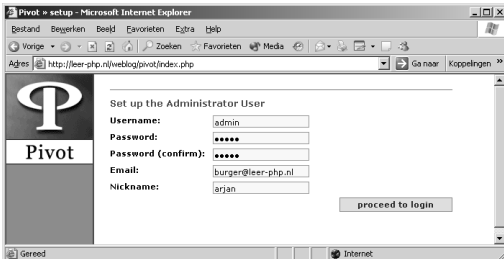 Pivot » setup - Microsoft Internet Explorer
Bestand Bewerken Beeld Eavorieten Extra Help
Vorige Zoeken Favorieten Media
Adres http://leer-php.nl/weblog/pivot/index.php Ga naar Koppelingen »
Pivot
Set up the Administrator User
Username: admin
Password: •••••
Password (confirm): •••••
Email: burger@leer-php.nl
Nickname: arjan
proceed to login
Gereed Internet